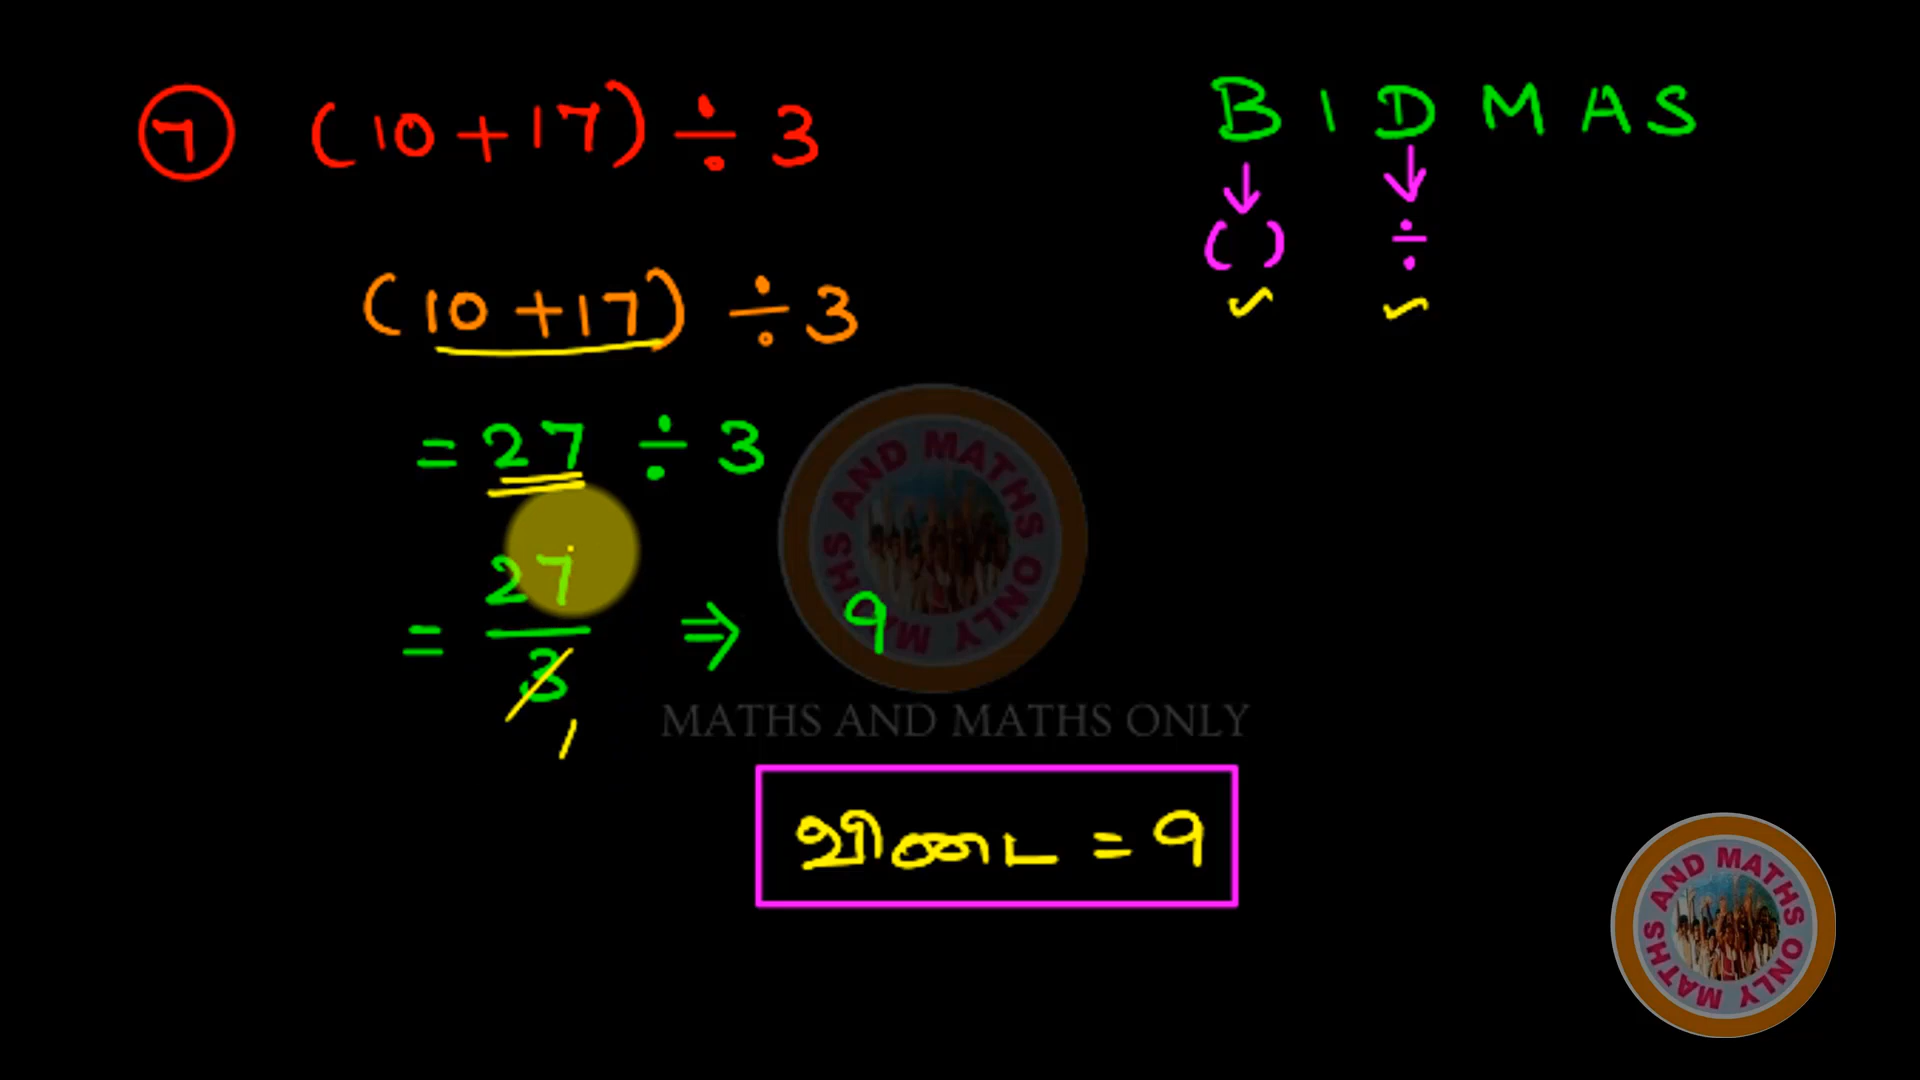 7 (10+17) ÷ 3
B I D M A S
( ) ÷
(10+17) ÷ 3
= 27 ÷ 3
= 27/3 ⇒ 9
1
MATHS AND MATHS ONLY
MATHS AND MATHS ONLY
விடை = 9
MATHS AND MATHS ONLY